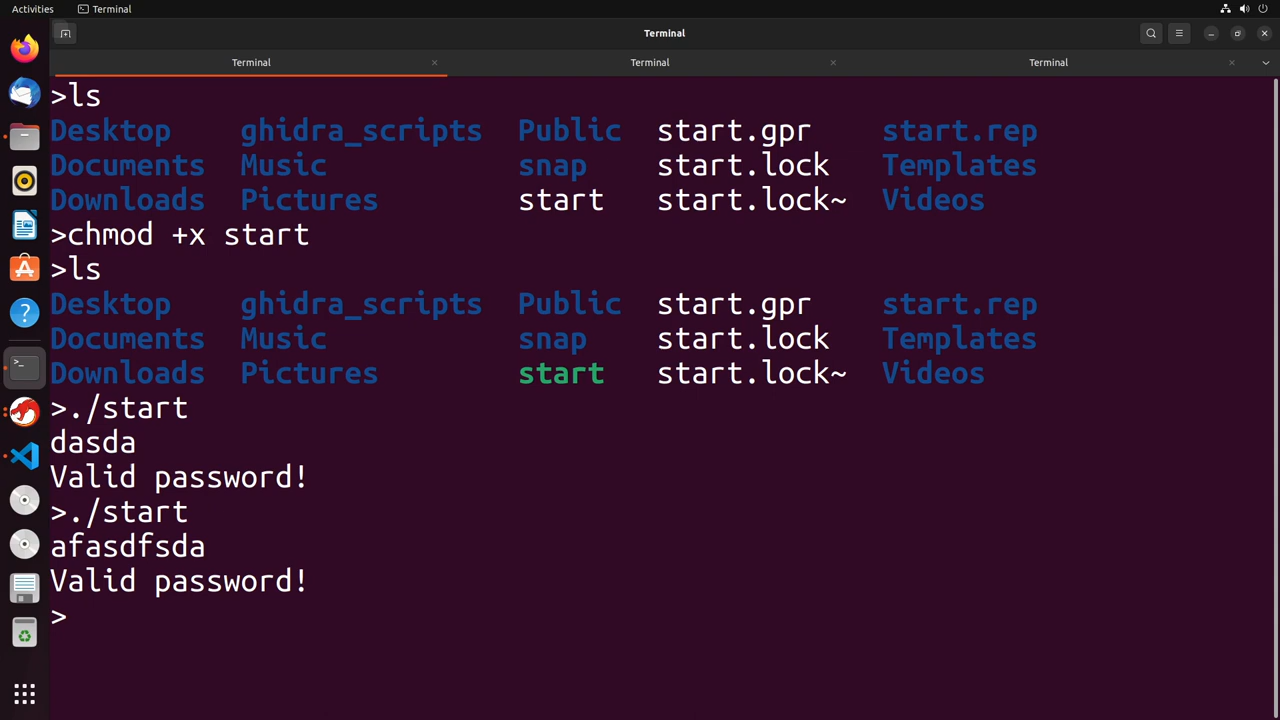 Activities Terminal
Terminal
Terminal Terminal Terminal
>ls
Desktop ghidra_scripts Public start.gpr start.rep
Documents Music snap start.lock Templates
Downloads Pictures start start.lock~ Videos
>chmod +x start
>ls
Desktop ghidra_scripts Public start.gpr start.rep
Documents Music snap start.lock Templates
Downloads Pictures start start.lock~ Videos
>./start
dasda
Valid password!
>./start
afasdfsda
Valid password!
>